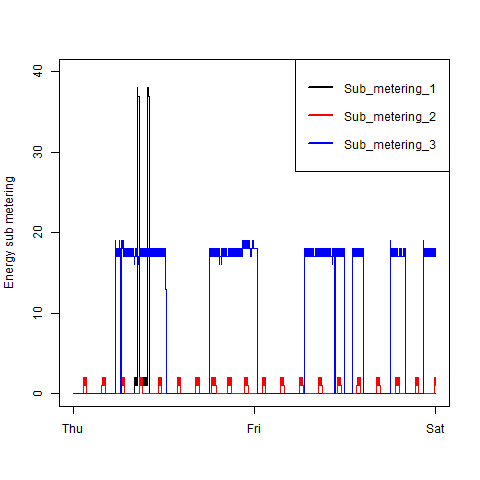 40
30
20
10
0
Energy sub metering
Sub_metering_1
Sub_metering_2
Sub_metering_3
Thu
Fri
Sat